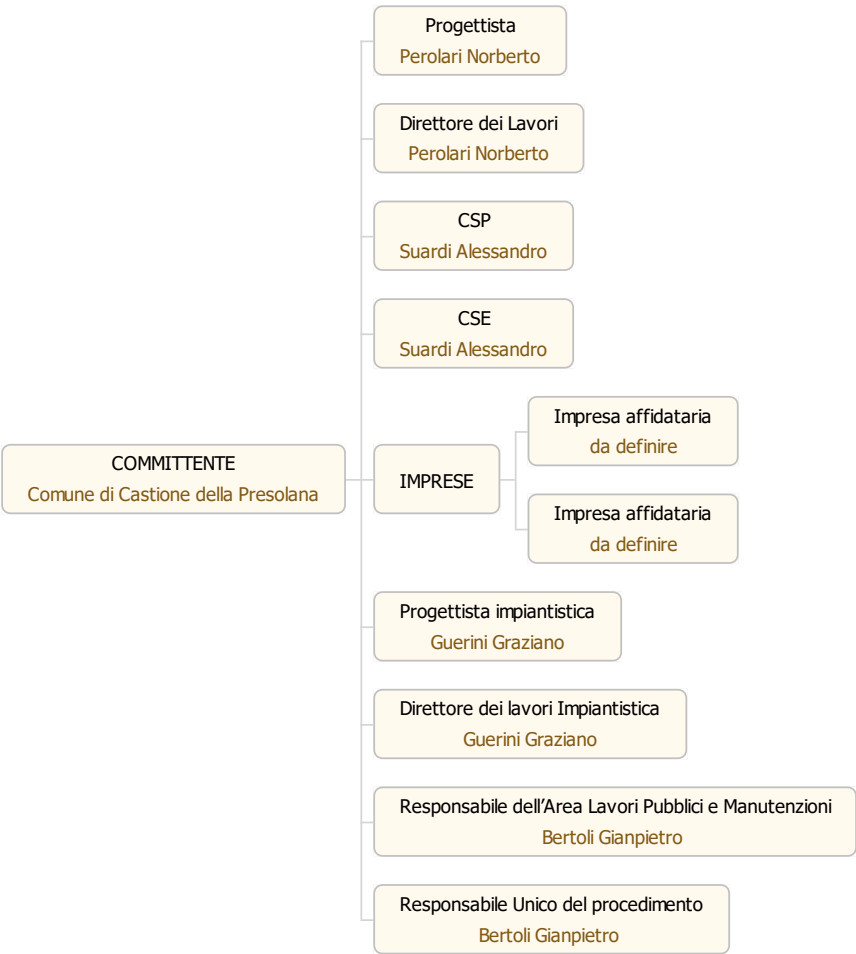 Progettista
Perolari Norberto
Direttore dei Lavori
Perolari Norberto
CSP
Suardi Alessandro
CSE
Suardi Alessandro
COMMITTENTE
Comune di Castione della Presolana
IMPRESE
Impresa affidataria
da definire
Impresa affidataria
da definire
Progettista impiantistica
Guerini Graziano
Direttore dei lavori Impiantistica
Guerini Graziano
Responsabile dell’Area Lavori Pubblici e Manutenzioni
Bertoli Gianpietro
Responsabile Unico del procedimento
Bertoli Gianpietro